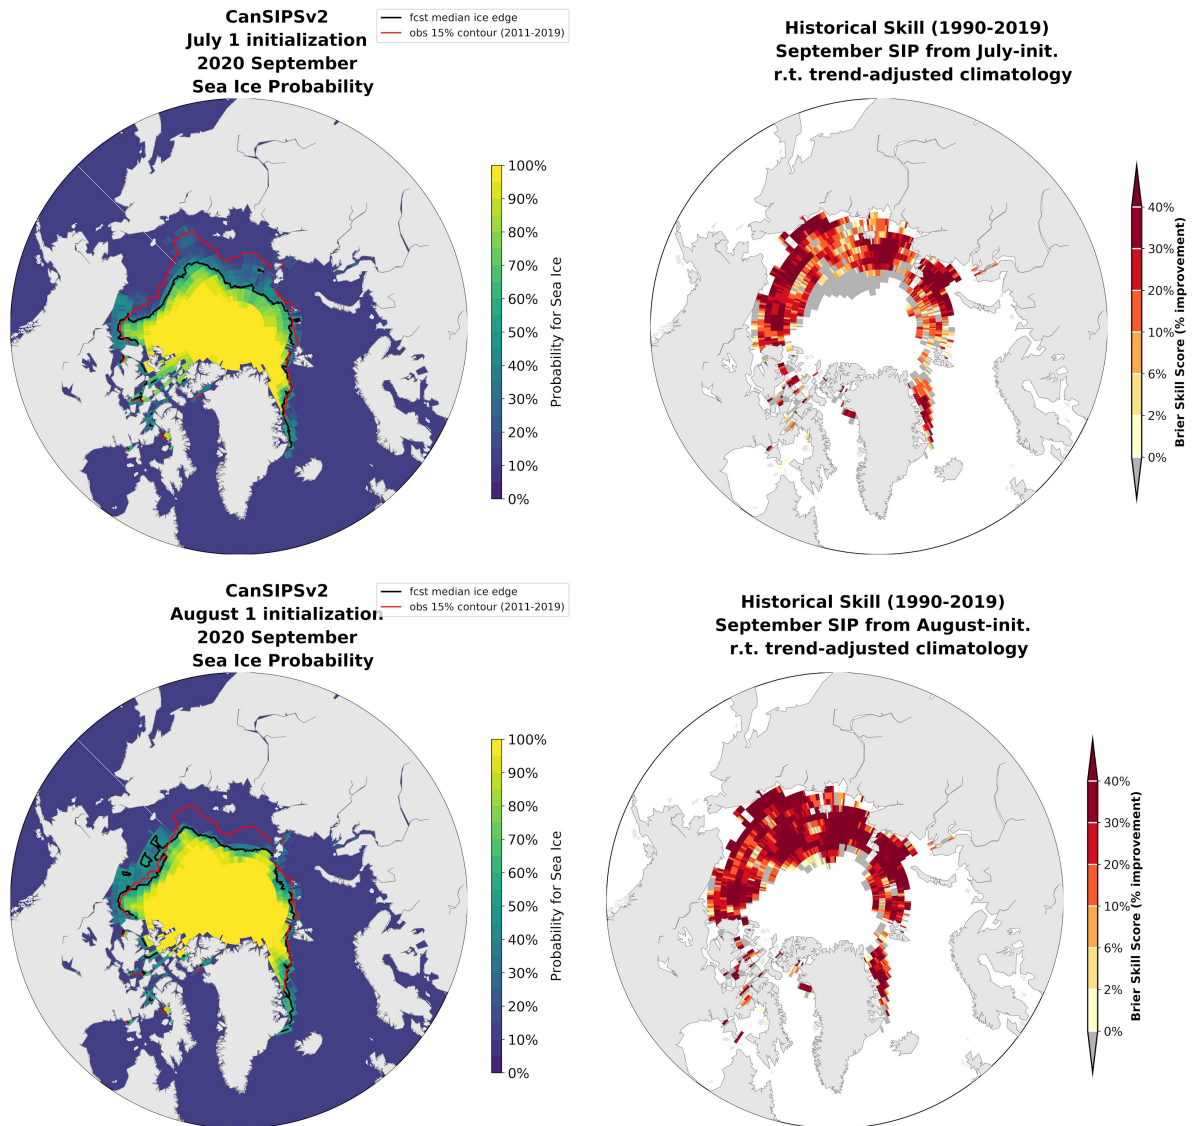 CanSIPSv2
July 1 initialization
2020 September
Sea Ice Probability
fcst median ice edge
obs 15% contour (2011-2019)
100%
90%
80%
70%
60%
50%
40%
30%
20%
10%
0%
Probability for Sea Ice
Historical Skill (1990-2019)
September SIP from July-init.
r.t. trend-adjusted climatology
40%
30%
20%
10%
6%
2%
0%
Brier Skill Score (% improvement)
CanSIPSv2
August 1 initialization
2020 September
Sea Ice Probability
fcst median ice edge
obs 15% contour (2011-2019)
100%
90%
80%
70%
60%
50%
40%
30%
20%
10%
0%
Probability for Sea Ice
Historical Skill (1990-2019)
September SIP from August-init.
r.t. trend-adjusted climatology
40%
30%
20%
10%
6%
2%
0%
Brier Skill Score (% improvement)